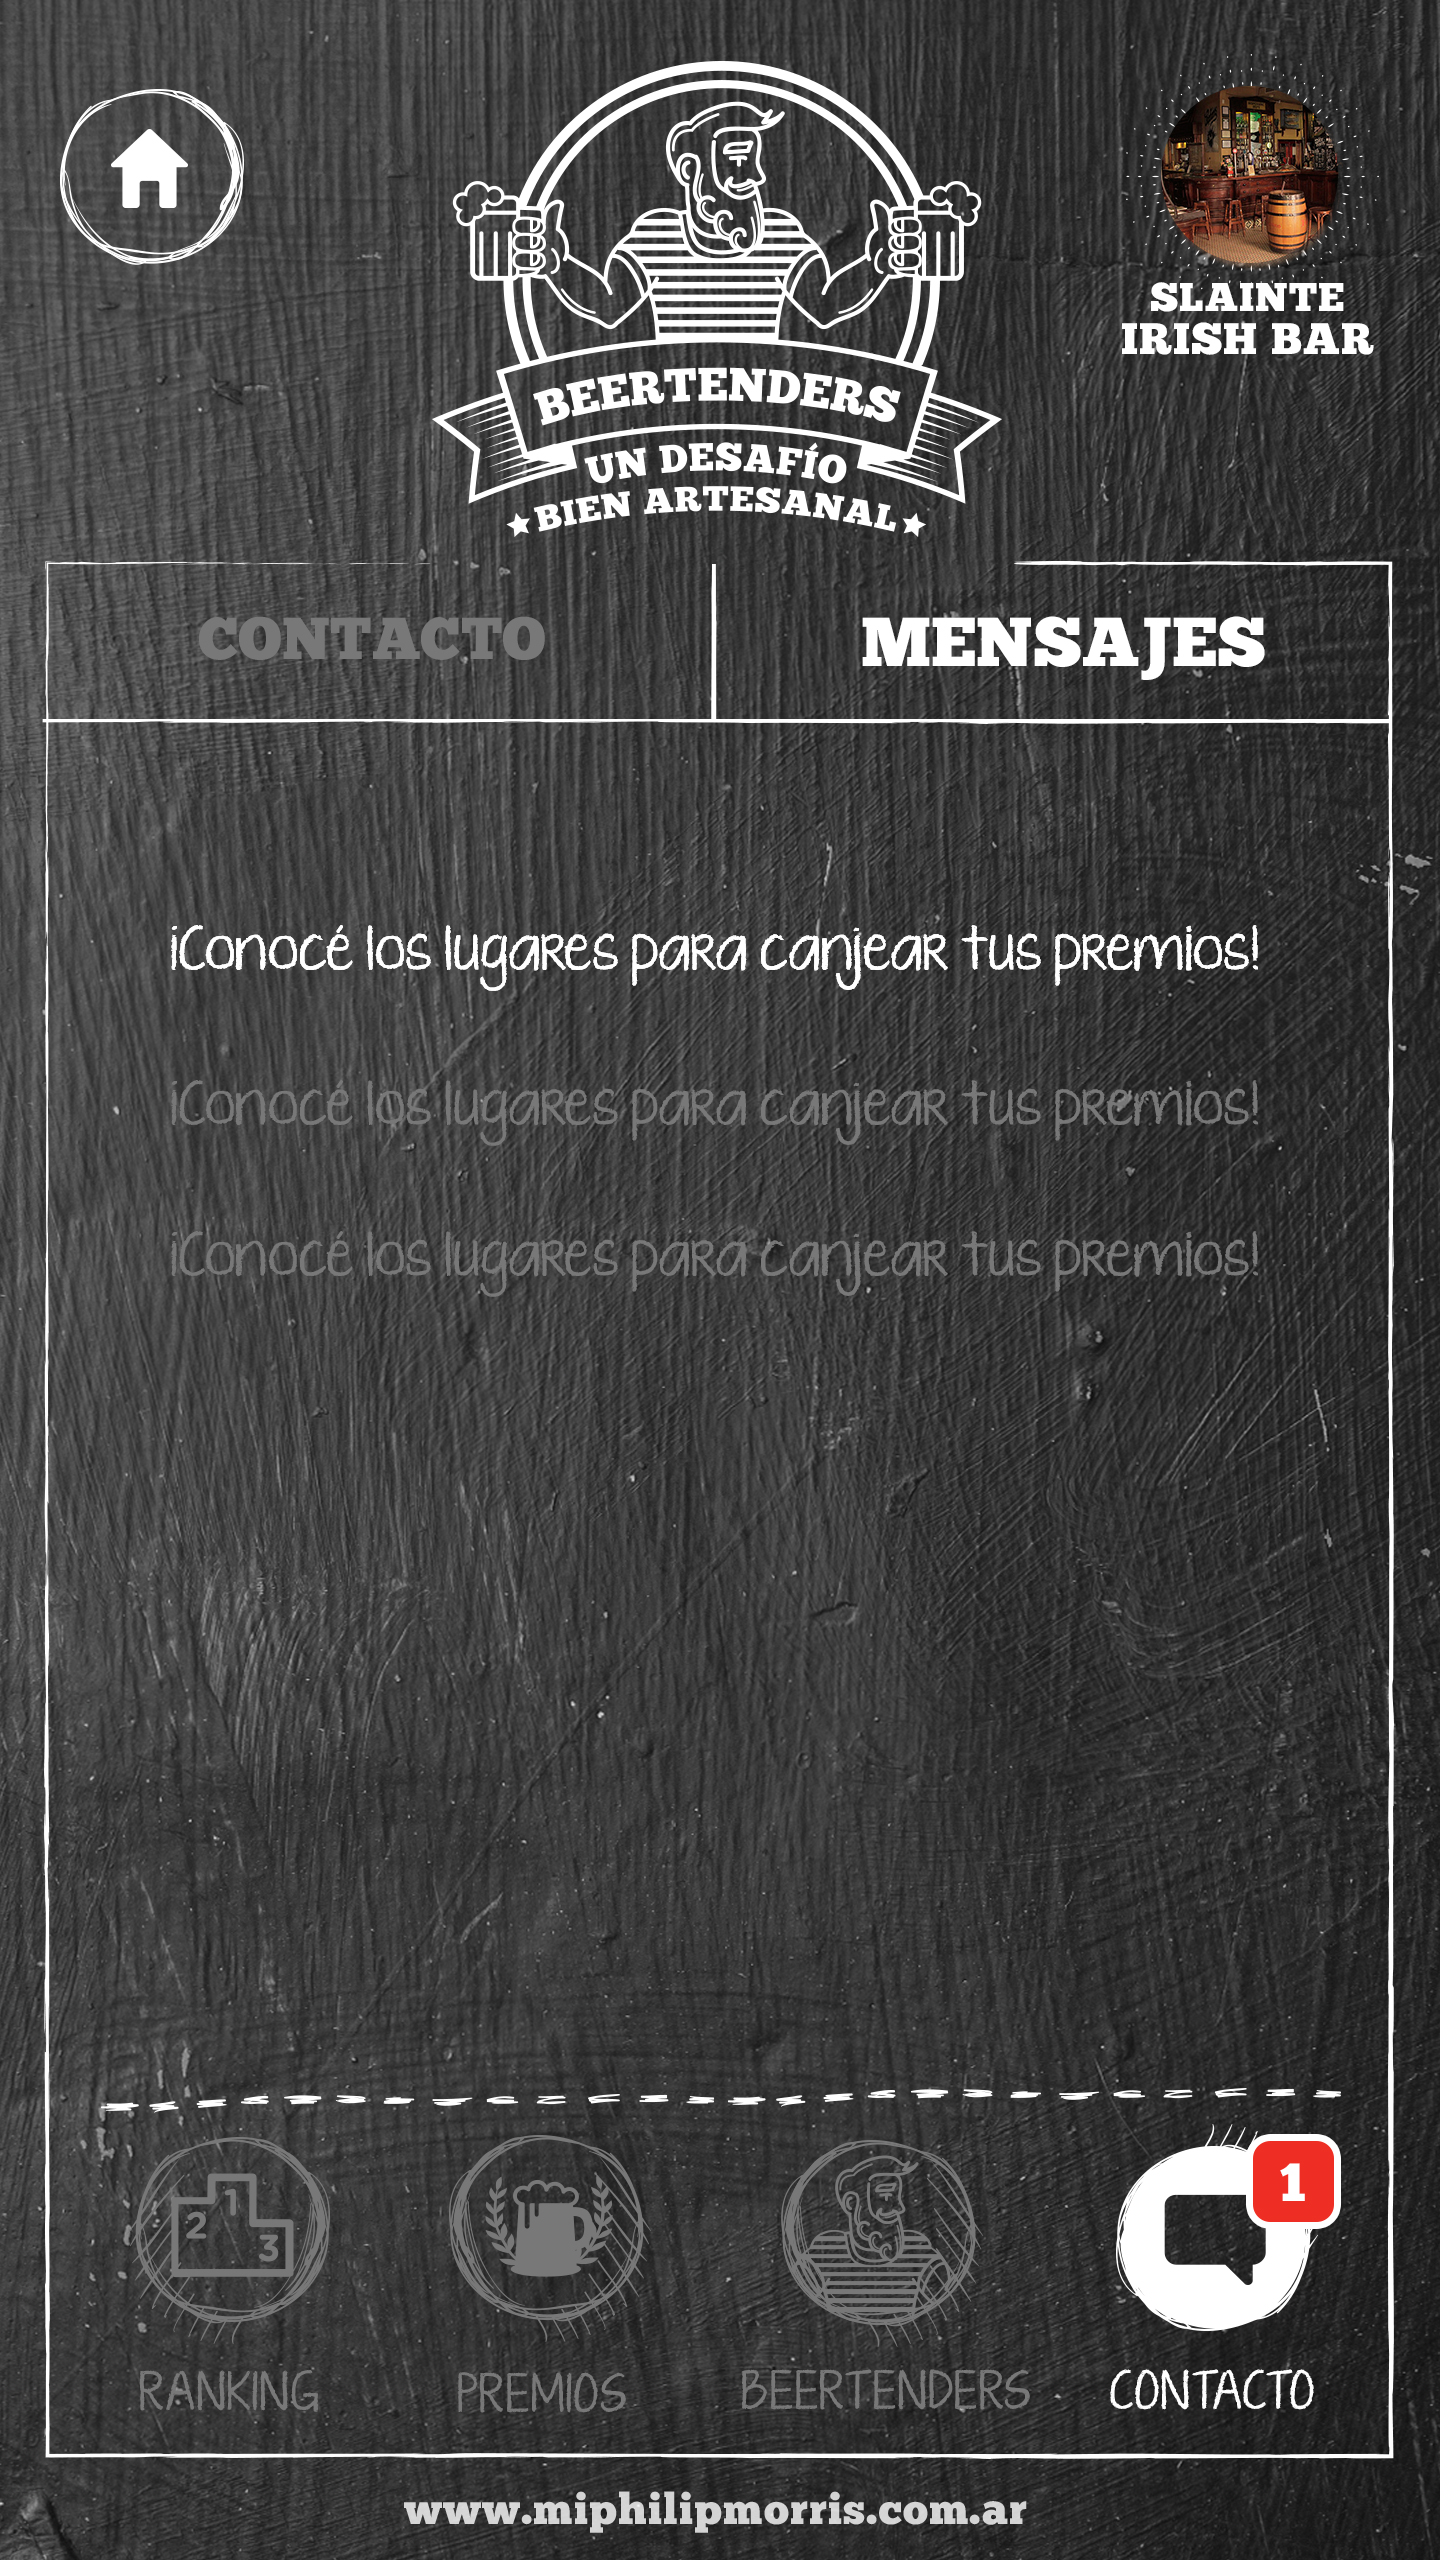 SLAINTE
IRISH BAR
BEERTENDERS
UN DESAFÍO
BIEN ARTESANAL
CONTACTO
MENSAJES
¡Conocé los lugares para canjear tus premios!
¡Conocé los lugares para canjear tus premios!
¡Conocé los lugares para canjear tus premios!
1
2
3
1
RANKING
PREMIOS
BEERTENDERS
CONTACTO
www.miphilipmorris.com.ar